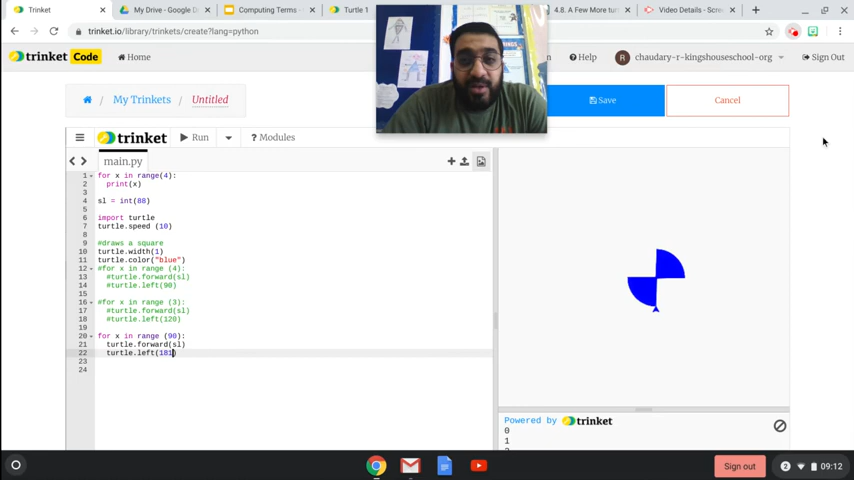 Trinket
My Drive - Google D
Computing Terms -
Turtle 1
4.8. A Few More tur
Video Details - Scre
trinket.io/library/trinkets/create?lang=python
trinket Code
Home
Help
chaudary-r-kingshouseschool-org
Sign Out
My Trinkets
Untitled
Save
Cancel
trinket
Run
? Modules
main.py
1 for x in range(4):
2 print(x)
3
4 sl = int(88)
5
6 import turtle
7 turtle.speed (10)
8
9 #draws a square
10 turtle.width(1)
11 turtle.color("blue")
12 #for x in range (4):
13 #turtle.forward(sl)
14 #turtle.left(90)
15
16 #for x in range (3):
17 #turtle.forward(sl)
18 #turtle.left(120)
19
20 for x in range (90):
21 turtle.forward(sl)
22 turtle.left(181)
23
24
Powered by trinket
0
1
Sign out
2
09:12